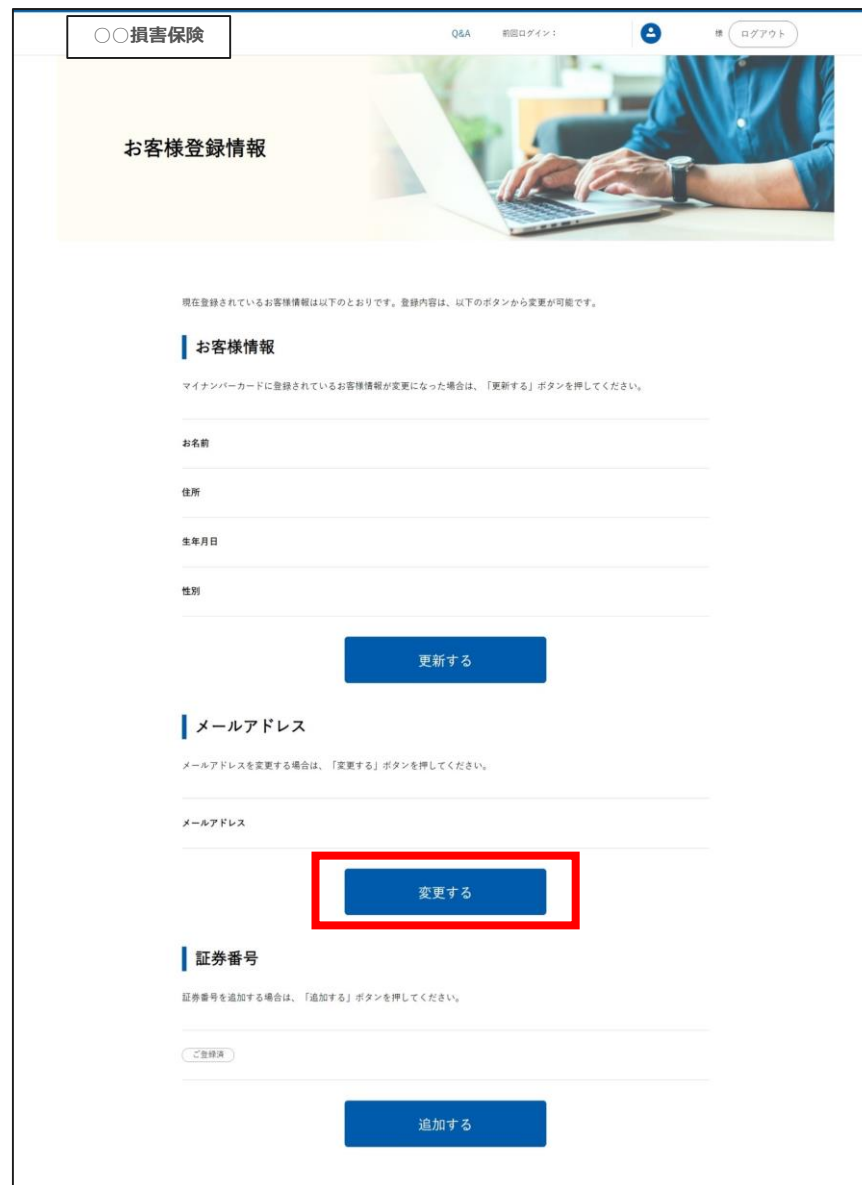 ○○損害保険
Q&A 前回ログイン： 様 ログアウト
お客様登録情報
現在登録されているお客様情報は以下のとおりです。登録内容は、以下のボタンから変更が可能です。
お客様情報
マイナンバーカードに登録されているお客様情報が変更になった場合は、「更新する」ボタンを押してください。
お名前
住所
生年月日
性別
更新する
メールアドレス
メールアドレスを変更する場合は、「変更する」ボタンを押してください。
メールアドレス
変更する
証券番号
証券番号を追加する場合は、「追加する」ボタンを押してください。
ご登録済
追加する